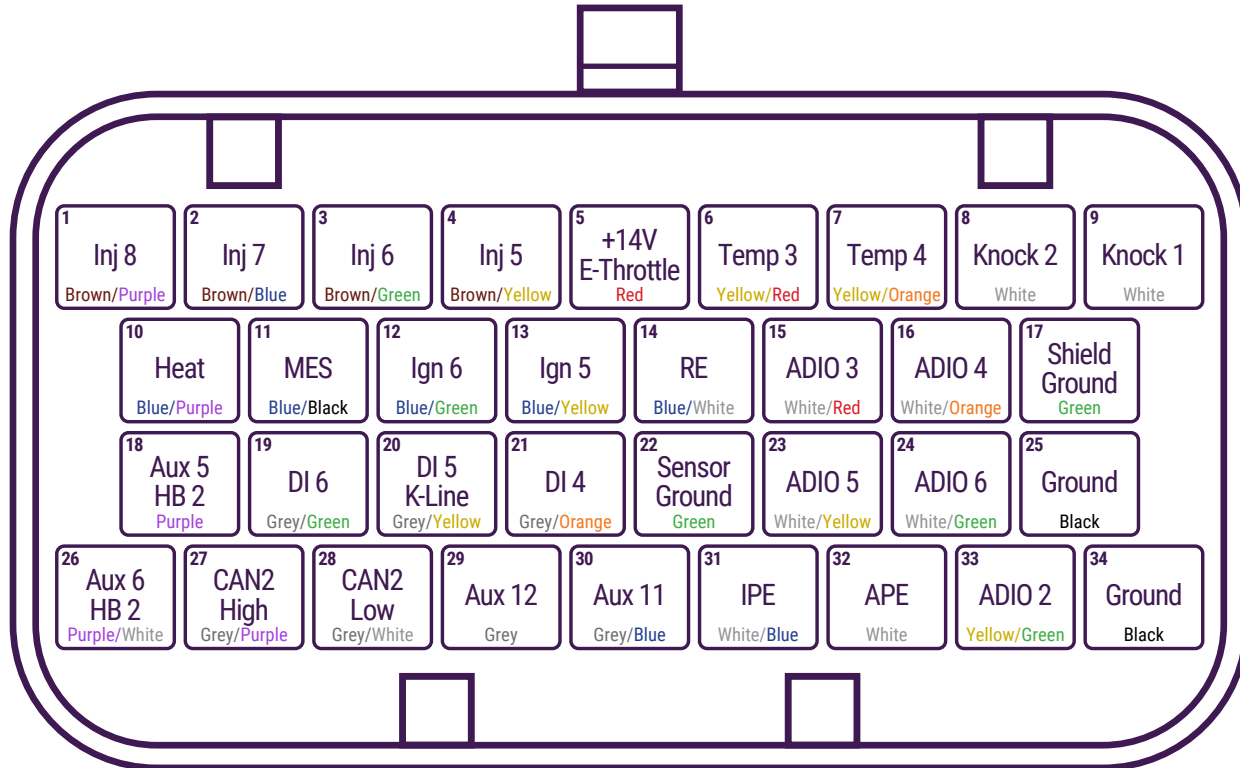 1
Inj 8
Brown/Purple
2
Inj 7
Brown/Blue
3
Inj 6
Brown/Green
4
Inj 5
Brown/Yellow
5
+14V
E-Throttle
Red
6
Temp 3
Yellow/Red
7
Temp 4
Yellow/Orange
8
Knock 2
White
9
Knock 1
White
10
Heat
Blue/Purple
11
MES
Blue/Black
12
Ign 6
Blue/Green
13
Ign 5
Blue/Yellow
14
RE
Blue/White
15
ADIO 3
White/Red
16
ADIO 4
White/Orange
17
Shield
Ground
Green
18
Aux 5
HB 2
Purple
19
DI 6
Grey/Green
20
DI 5
K-Line
Grey/Yellow
21
DI 4
Grey/Orange
22
Sensor
Ground
Green
23
ADIO 5
White/Yellow
24
ADIO 6
White/Green
25
Ground
Black
26
Aux 6
HB 2
Purple/White
27
CAN2
High
Grey/Purple
28
CAN2
Low
Grey/White
29
Aux 12
Grey
30
Aux 11
Grey/Blue
31
IPE
White/Blue
32
APE
White
33
ADIO 2
Yellow/Green
34
Ground
Black